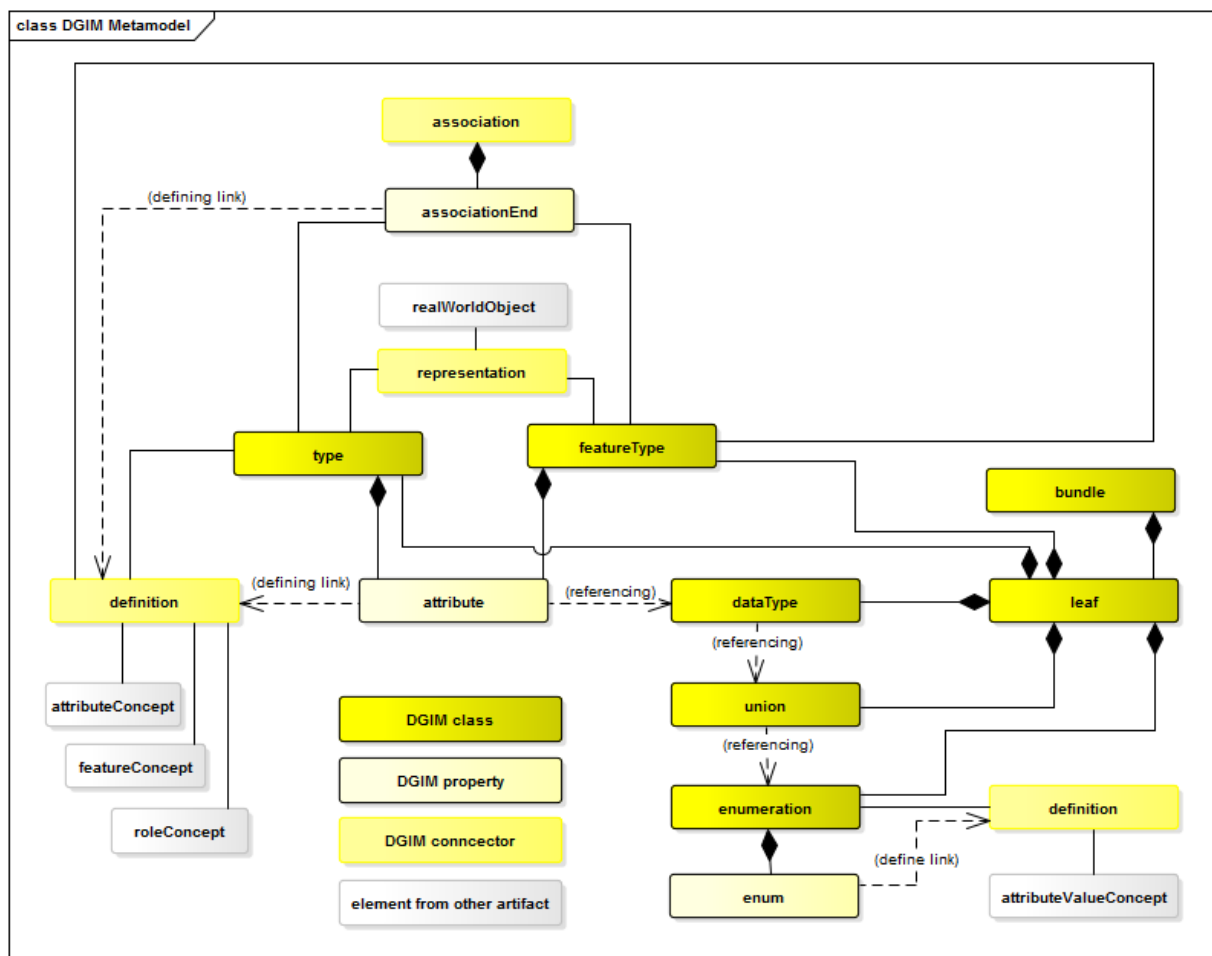 class DGIM Metamodel
association
(defining link)
associationEnd
realWorldObject
representation
type
featureType
bundle
definition
(defining link)
attribute
(referencing)
dataType
leaf
(referencing)
attributeConcept
union
DGIM class
(referencing)
featureConcept
DGIM property
enumeration
definition
roleConcept
DGIM conncector
(define link)
element from other artifact
enum
attributeValueConcept